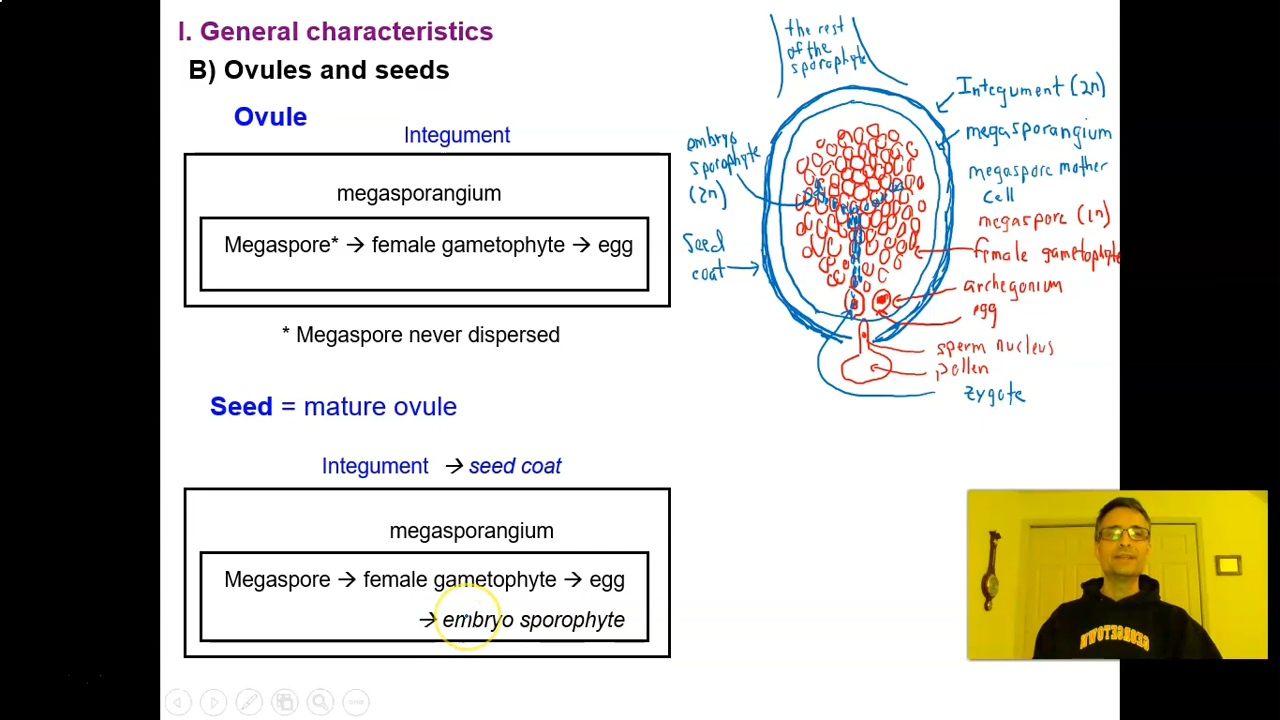 I. General characteristics
B) Ovules and seeds
Ovule
Integument
megasporangium
Megaspore* → female gametophyte → egg
* Megaspore never dispersed
Seed = mature ovule
Integument → seed coat
megasporangium
Megaspore → female gametophyte → egg
→ embryo sporophyte
the rest
of the
sporophyte
Integument (2n)
megasporangium
megaspore mother
cell
megaspore (1n)
female gametophyte
archegonium
egg
sperm nucleus
pollen
zygote
embryo
sporophyte
(2n)
Seed
coat
GEORGETOWN